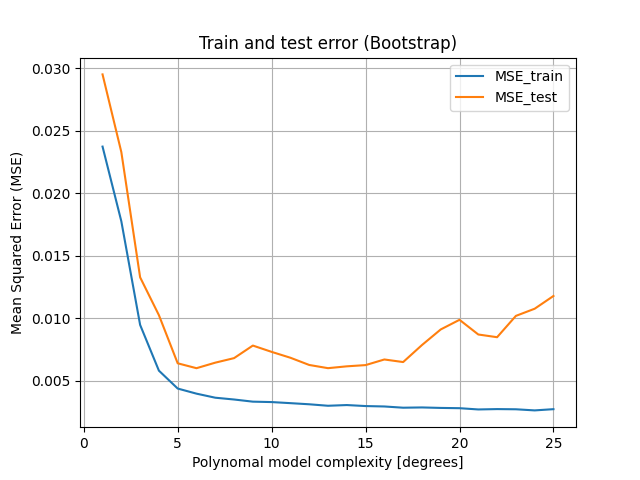 Train and test error (Bootstrap)
MSE_train
MSE_test
0.030
0.025
0.020
0.015
0.010
0.005
Mean Squared Error (MSE)
0
5
10
15
20
25
Polynomal model complexity [degrees]